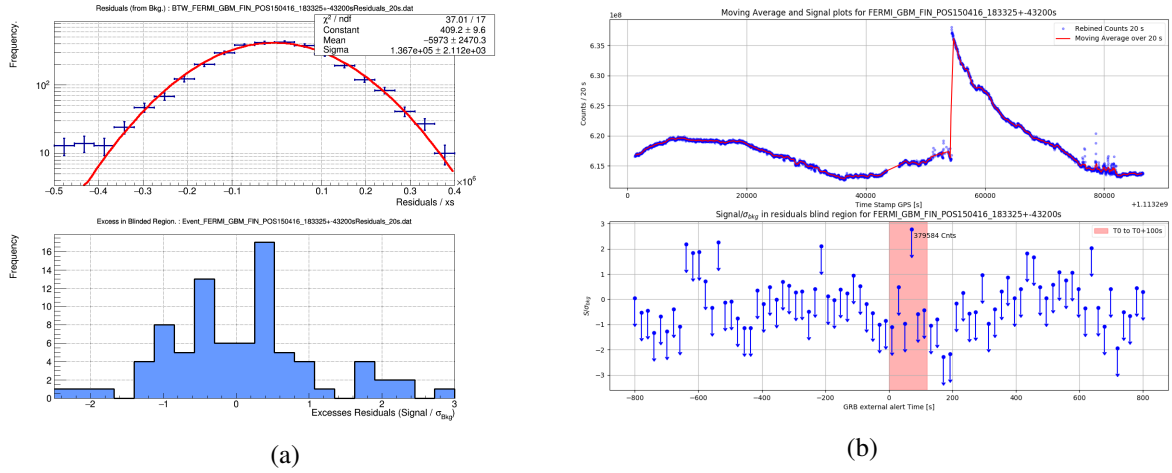 Residuals (from Bkg.) : BTW_FERMI_GBM_FIN_POS150416_183325+-43200sResiduals_20s.dat
Frequency.
χ² / ndf 37.01 / 17
Constant 409.2 ± 9.6
Mean −5973 ± 2470.3
Sigma 1.367e+05 ± 2.112e+03
10²
10
−0.5 −0.4 −0.3 −0.2 −0.1 0 0.1 0.2 0.3 0.4
×10⁶
Residuals / xs
Excess in Blinded Region. : Event_FERMI_GBM_FIN_POS150416_183325+-43200sResiduals_20s.dat
Frequency
16
14
12
10
8
6
4
2
0
−2 −1 0 1 2 3
Excesses Residuals (Signal / σBkg)
(a)
Moving Average and Signal plots for FERMI_GBM_FIN_POS150416_183325+-43200s
1e8
Rebined Counts 20 s
Moving Average over 20 s
Counts / 20 s
6.35
6.30
6.25
6.20
6.15
0 20000 40000 60000 80000
+1.1132e9
Time Stamp GPS [s]
Signal/σbkg in residuals blind region for FERMI_GBM_FIN_POS150416_183325+-43200s
T0 to T0+100s
379584 Cnts
S/σbkg
3
2
1
0
−1
−2
−3
−800 −600 −400 −200 0 200 400 600 800
GRB external alert Time [s]
(b)